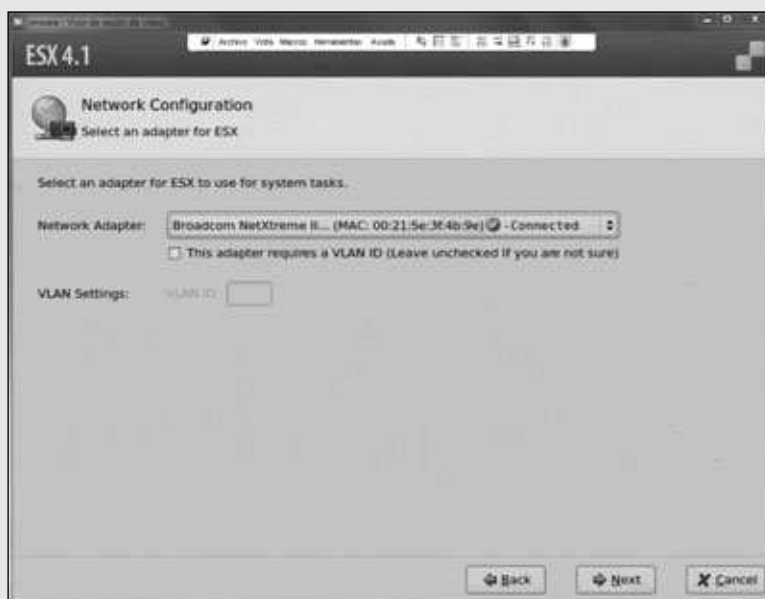 Archivo Vista Macros Herramientas Ayuda
ESX 4.1
Network Configuration
Select an adapter for ESX
Select an adapter for ESX to use for system tasks.
Network Adapter: Broadcom NetXtreme II... (MAC: 00:21:5e:3f:4b:9e) - Connected
This adapter requires a VLAN ID (Leave unchecked if you are not sure)
VLAN Settings: VLAN ID:
Back Next Cancel